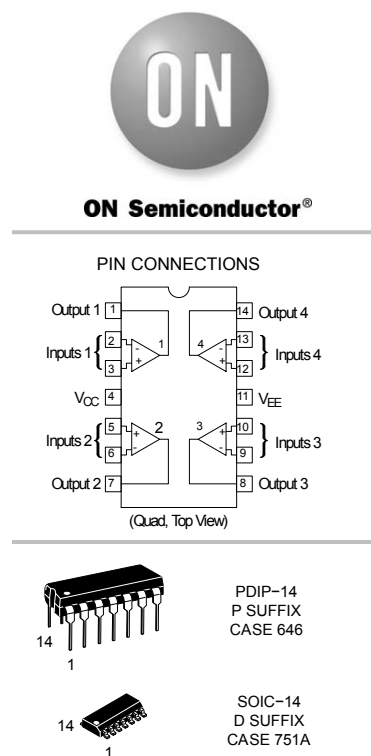 ON
ON Semiconductor®
PIN CONNECTIONS
Output 1 1 14 Output 4
Inputs 1 { 2 - 1 4 - 13 } Inputs 4
3 + + 12
VCC 4 11 VEE
Inputs 2 { 5 + 2 3 + 10 } Inputs 3
6 - - 9
Output 2 7 8 Output 3
(Quad, Top View)
PDIP−14
P SUFFIX
CASE 646
14
1
SOIC−14
D SUFFIX
CASE 751A
14
1